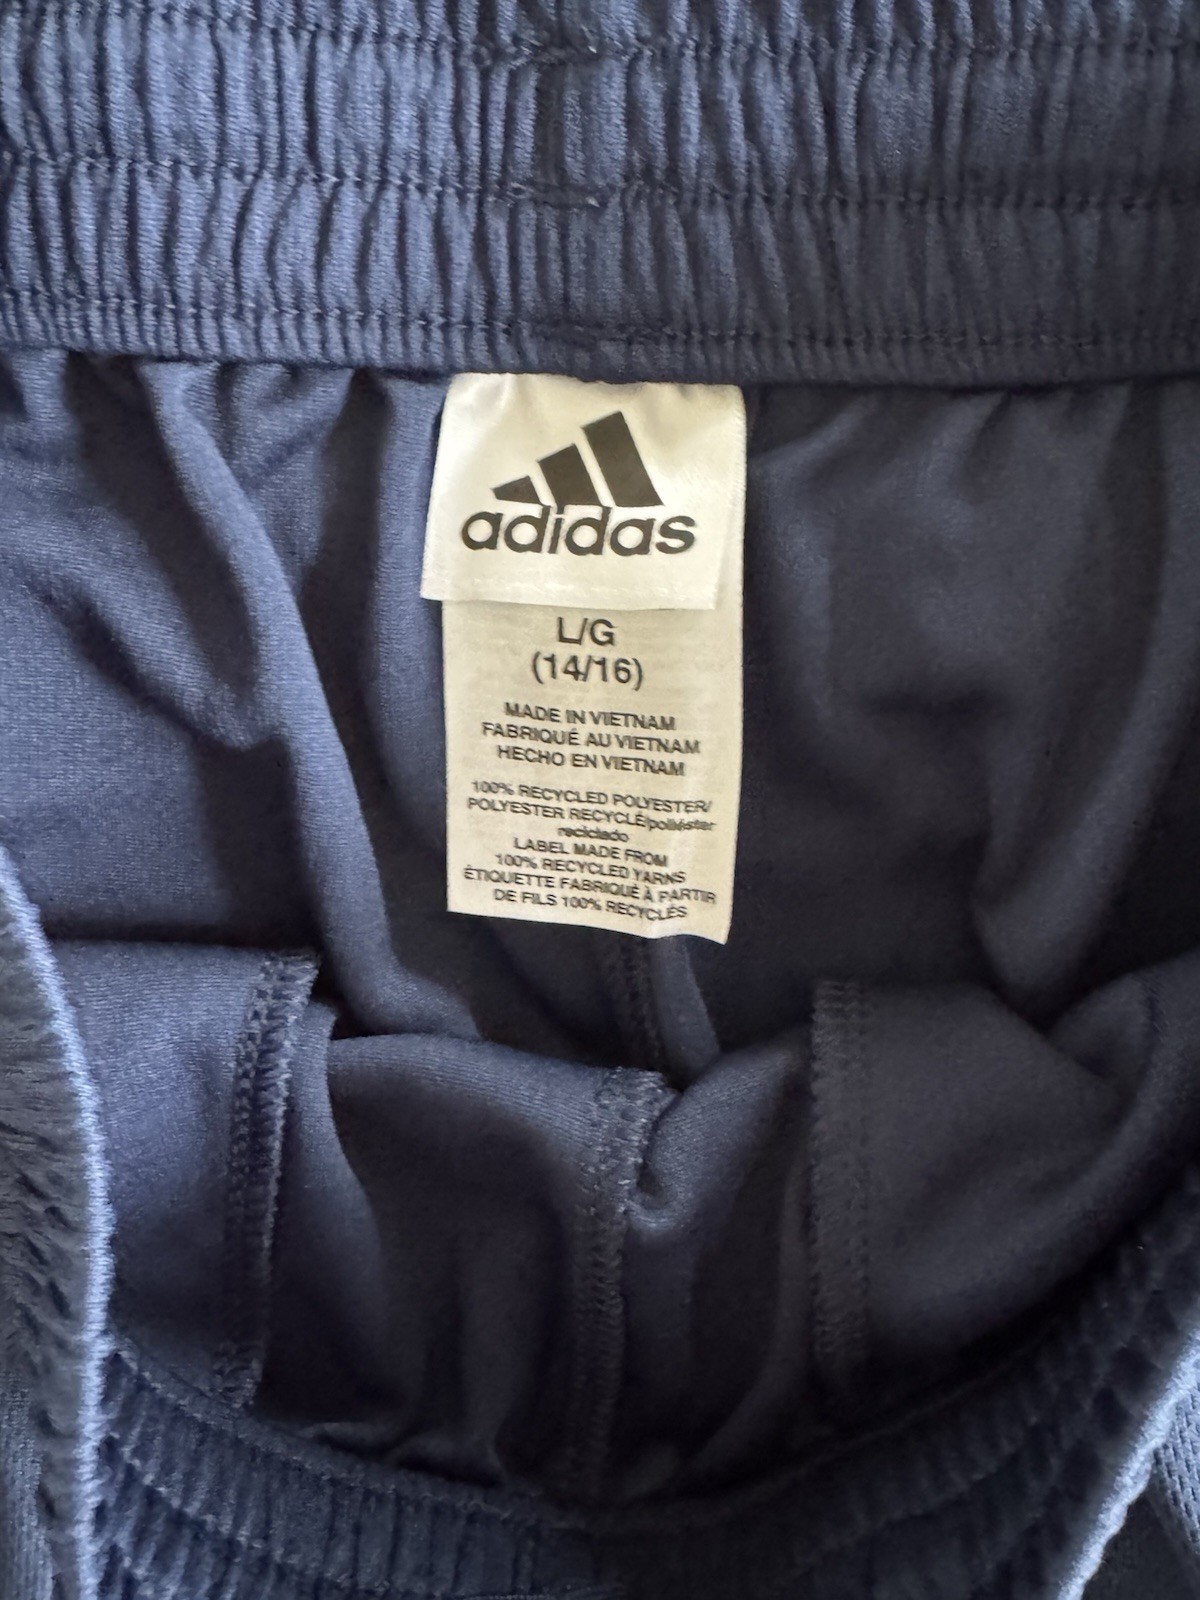 adidas
L/G
(14/16)
MADE IN VIETNAM
FABRIQUÉ AU VIETNAM
HECHO EN VIETNAM
100% RECYCLED POLYESTER/
POLYESTER RECYCLÉ/poliéster
reciclado
LABEL MADE FROM
100% RECYCLED YARNS
ÉTIQUETTE FABRIQUÉ À PARTIR
DE FILS 100% RECYCLÉS